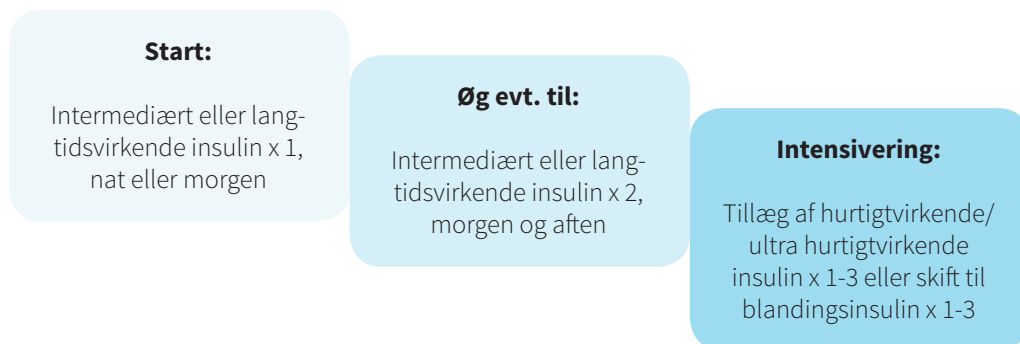 Start:
Intermediært eller lang-
tidsvirkende insulin x 1,
nat eller morgen
Øg evt. til:
Intermediært eller lang-
tidsvirkende insulin x 2,
morgen og aften
Intensivering:
Tillæg af hurtigtvirkende/
ultra hurtigtvirkende
insulin x 1-3 eller skift til
blandingsinsulin x 1-3